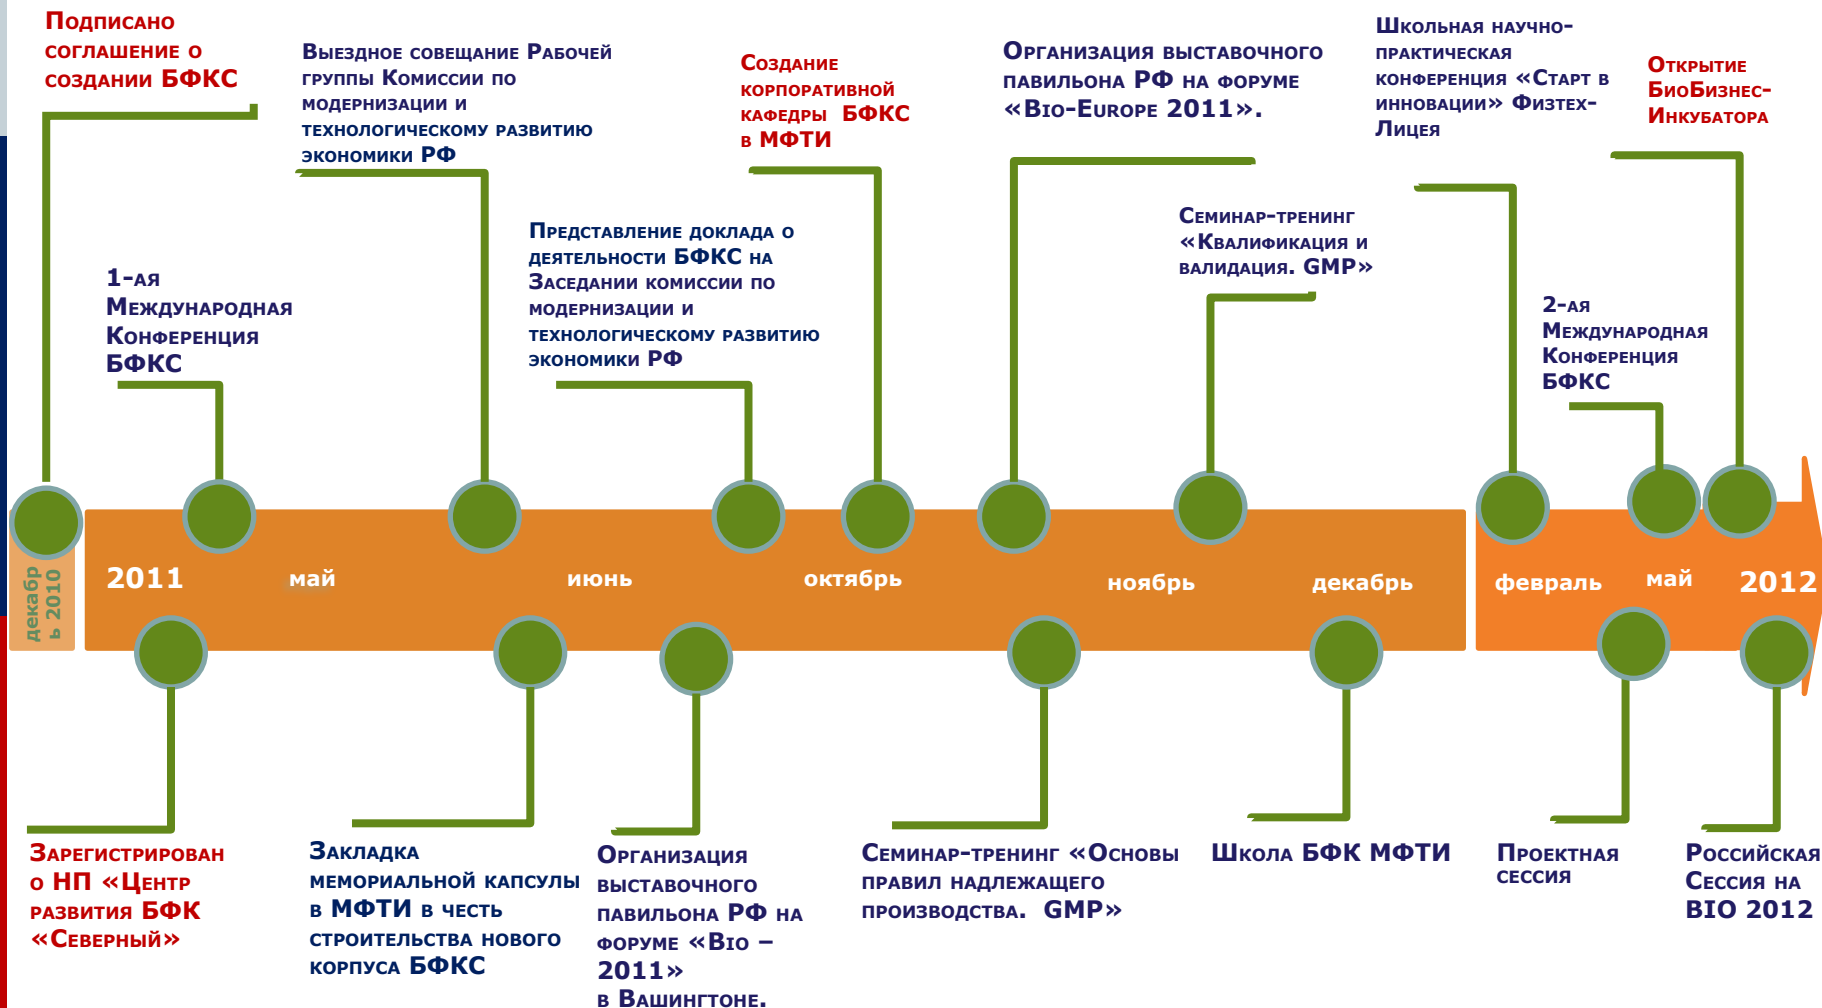 Подписано
соглашение о
создании БФКС
Выездное совещание Рабочей
группы Комиссии по
модернизации и
технологическому развитию
экономики РФ
Создание
корпоративной
кафедры БФКС
в МФТИ
Организация выставочного
павильона РФ на форуме
«Bio-Europe 2011».
Школьная научно-
практическая
конференция «Старт в
инновации» Физтех-
Лицея
Открытие
БиоБизнес-
Инкубатора
1-ая
Международная
Конференция
БФКС
Представление доклада о
деятельности БФКС на
Заседании комиссии по
модернизации и
технологическому развитию
экономики РФ
Семинар-тренинг
«Квалификация и
валидация. GMP»
2-ая
Международная
Конференция
БФКС
декабр
ь 2010
2011
май
июнь
октябрь
ноябрь
декабрь
февраль
май
2012
Зарегистрирован
о НП «Центр
развития БФК
«Северный»
Закладка
мемориальной капсулы
в МФТИ в честь
строительства нового
корпуса БФКС
Организация
выставочного
павильона РФ на
форуме «Bio –
2011»
в Вашингтоне.
Семинар-тренинг «Основы
правил надлежащего
производства. GMP»
Школа БФК МФТИ
Проектная
сессия
Российская
Сессия на
BIO 2012